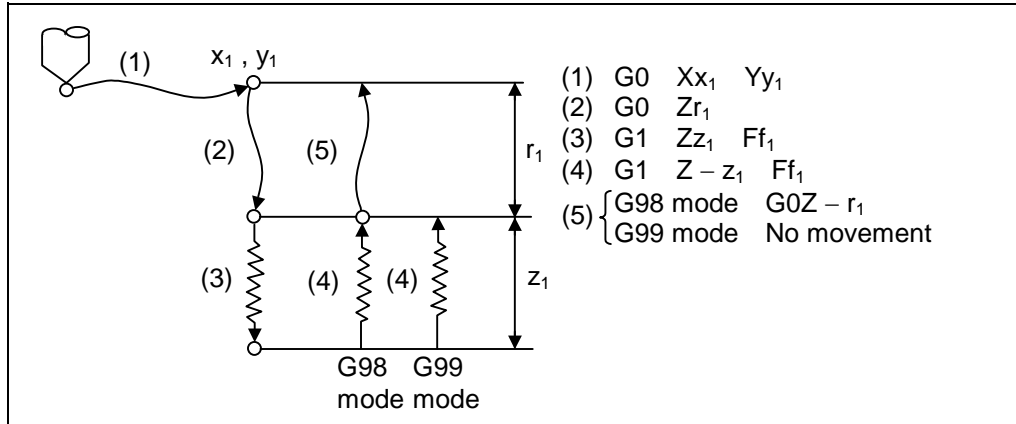 (1)
x₁ , y₁
(2)
(5)
r₁
(3)
(4)
(4)
z₁
G98 mode
G99 mode
(1) G0 Xx₁ Yy₁
(2) G0 Zr₁
(3) G1 Zz₁ Ff₁
(4) G1 Z – z₁ Ff₁
(5) { G98 mode G0Z – r₁
G99 mode No movement